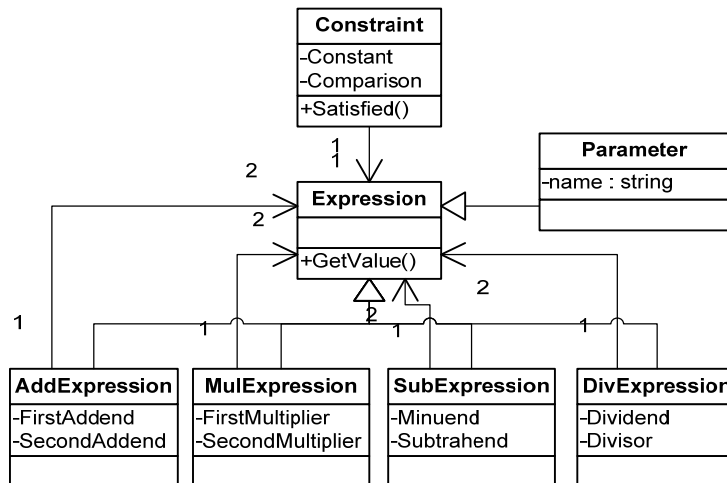 Constraint
-Constant
-Comparison
+Satisfied()
1
1
Parameter
-name : string
2
Expression
2
+GetValue()
2
2
1
1
1
1
AddExpression
-FirstAddend
-SecondAddend
MulExpression
-FirstMultiplier
-SecondMultiplier
SubExpression
-Minuend
-Subtrahend
DivExpression
-Dividend
-Divisor